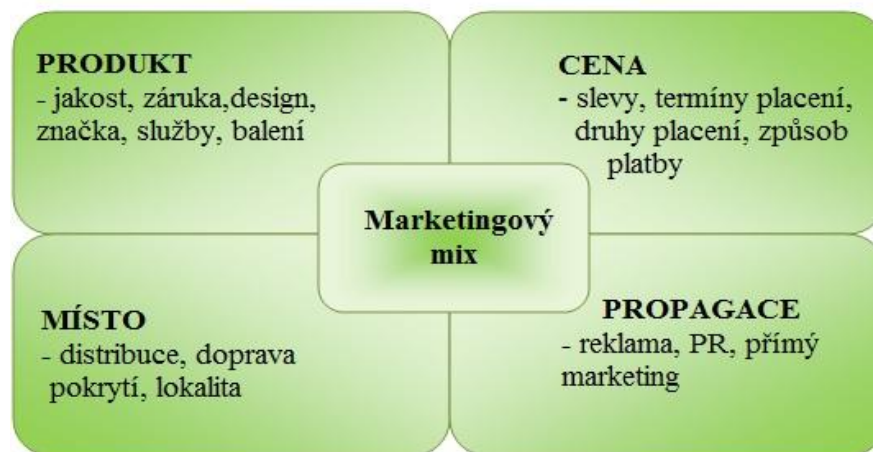 PRODUKT
- jakost, záruka,design,
značka, služby, balení
CENA
- slevy, termíny placení,
druhy placení, způsob
platby
Marketingový
mix
MÍSTO
- distribuce, doprava
pokrytí, lokalita
PROPAGACE
- reklama, PR, přímý
marketing